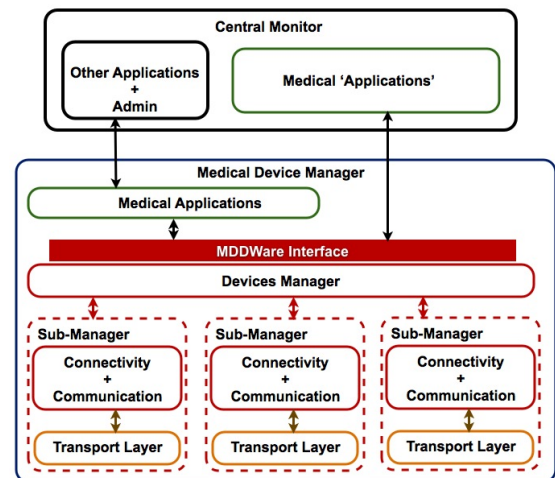 Central Monitor
Other Applications
+
Admin
Medical ‘Applications’
Medical Device Manager
Medical Applications
MDDWare Interface
Devices Manager
Sub-Manager
Connectivity
+
Communication
Transport Layer
Sub-Manager
Connectivity
+
Communication
Transport Layer
Sub-Manager
Connectivity
+
Communication
Transport Layer